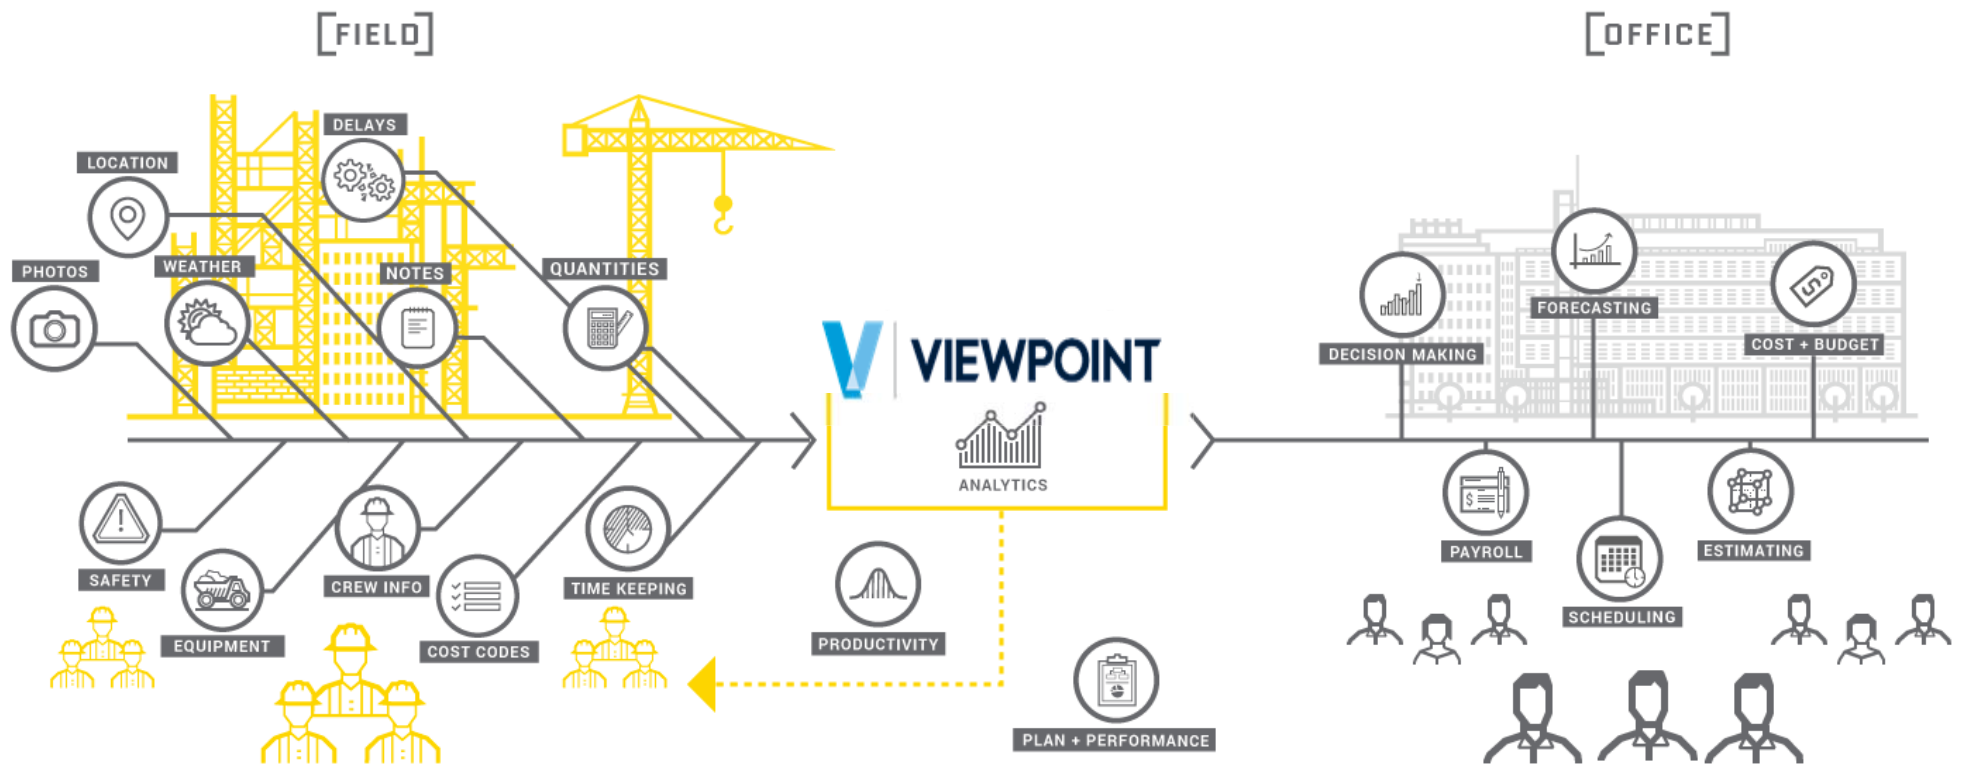 [FIELD]
[OFFICE]
DELAYS
LOCATION
PHOTOS
WEATHER
NOTES
QUANTITIES
VIEWPOINT
ANALYTICS
DECISION MAKING
FORECASTING
COST + BUDGET
SAFETY
EQUIPMENT
CREW INFO
COST CODES
TIME KEEPING
PRODUCTIVITY
PLAN + PERFORMANCE
PAYROLL
SCHEDULING
ESTIMATING